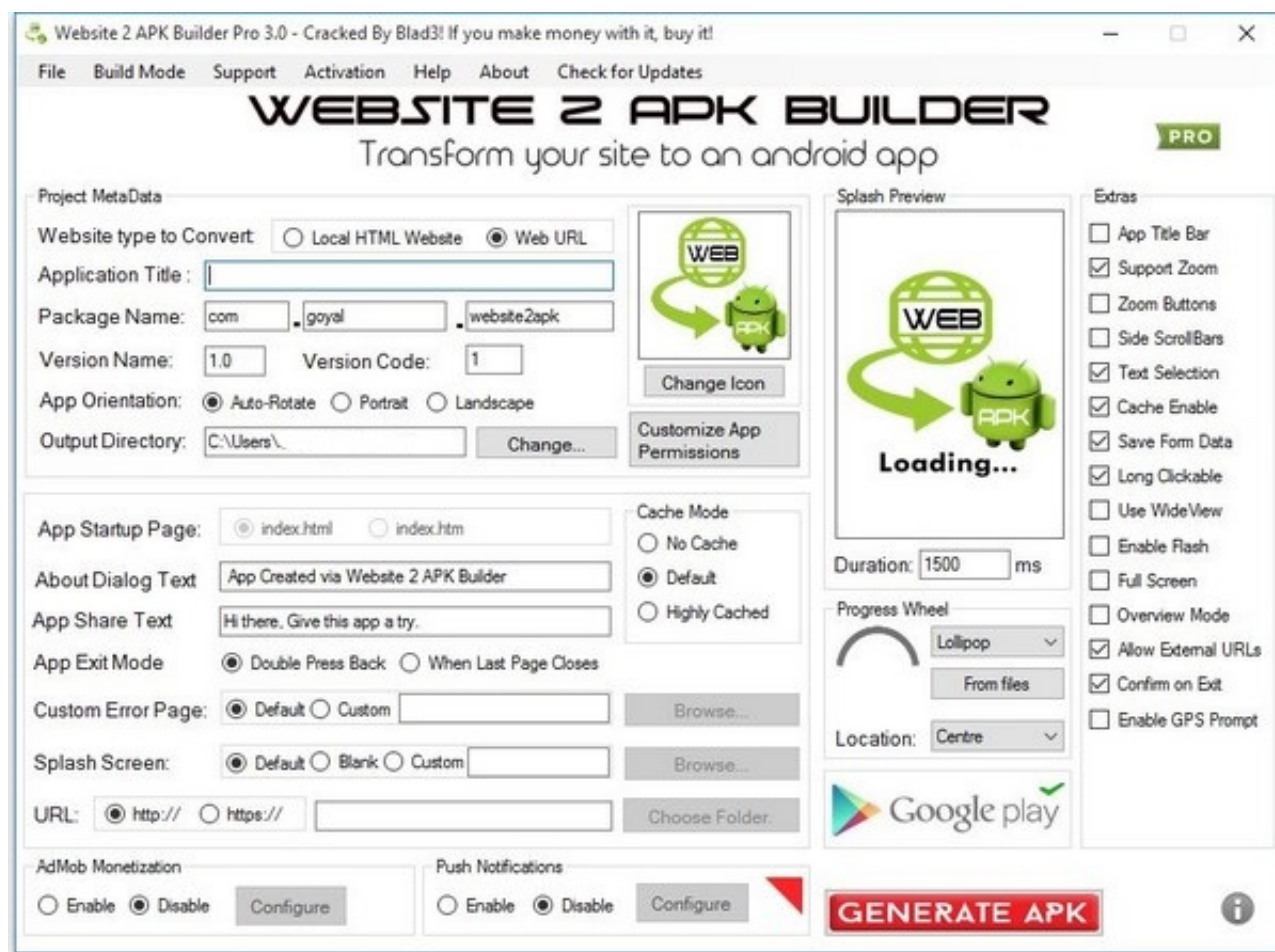 Website 2 APK Builder Pro 3.0 - Cracked By Blad3! If you make money with it, buy it!
File Build Mode Support Activation Help About Check for Updates
WEBSITE 2 APK BUILDER
Transform your site to an android app
PRO
Project MetaData
Website type to Convert Local HTML Website Web URL
Application Title :
Package Name: com . goyal . website2apk
Version Name: 1.0 Version Code: 1
App Orientation: Auto-Rotate Portrait Landscape
Output Directory: C:\Users\_ Change...
WEB
APK
Change Icon
Customize App
Permissions
App Startup Page: index.html index.htm
About Dialog Text App Created via Website 2 APK Builder
App Share Text Hi there, Give this app a try.
App Exit Mode Double Press Back When Last Page Closes
Custom Error Page: Default Custom Browse...
Splash Screen: Default Blank Custom Browse...
URL: http:// https:// Choose Folder.
Cache Mode
No Cache
Default
Highly Cached
AdMob Monetization
Enable Disable Configure
Push Notifications
Enable Disable Configure
Splash Preview
WEB
APK
Loading...
Duration: 1500 ms
Progress Wheel
Lollipop
From files
Location: Centre
Google play
GENERATE APK
Extras
App Title Bar
Support Zoom
Zoom Buttons
Side ScrollBars
Text Selection
Cache Enable
Save Form Data
Long Clickable
Use WideView
Enable Flash
Full Screen
Overview Mode
Allow External URLs
Confirm on Exit
Enable GPS Prompt
i